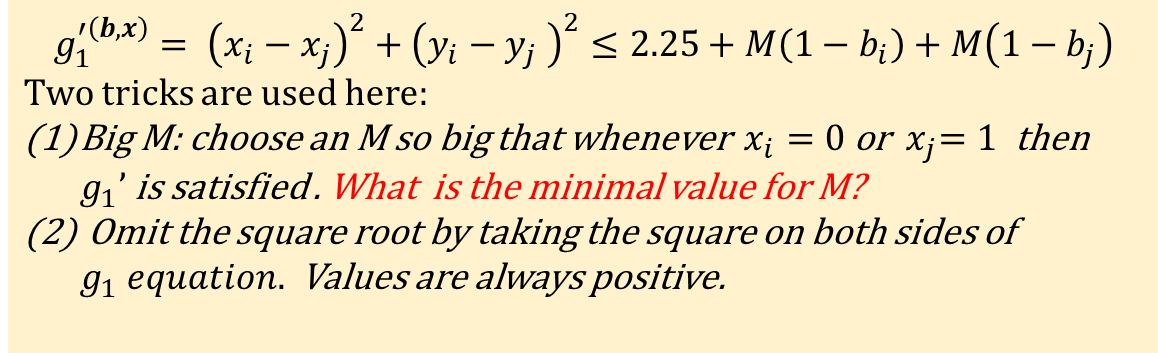 g₁′⁽ᵇ,ˣ⁾ = (xᵢ − xⱼ)² + (yᵢ − yⱼ )² ≤ 2.25 + M(1 − bᵢ) + M(1 − bⱼ)
Two tricks are used here:
(1) Big M: choose an M so big that whenever xᵢ = 0 or xⱼ= 1 then
g₁' is satisfied. What is the minimal value for M?
(2) Omit the square root by taking the square on both sides of
g₁ equation. Values are always positive.